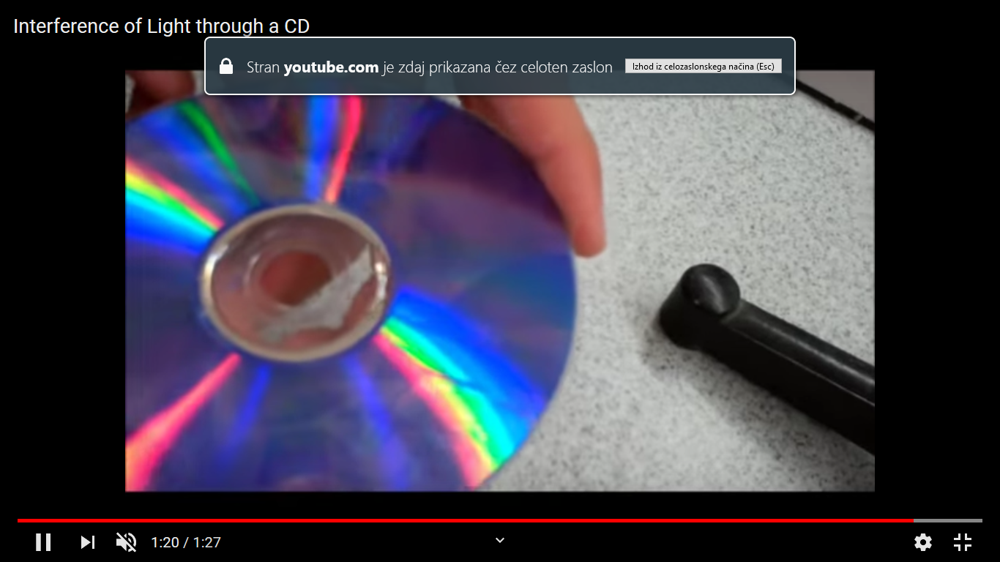 Interference of Light through a CD
Stran youtube.com je zdaj prikazana čez celoten zaslon
Izhod iz celozaslonskega načina (Esc)
1:20 / 1:27